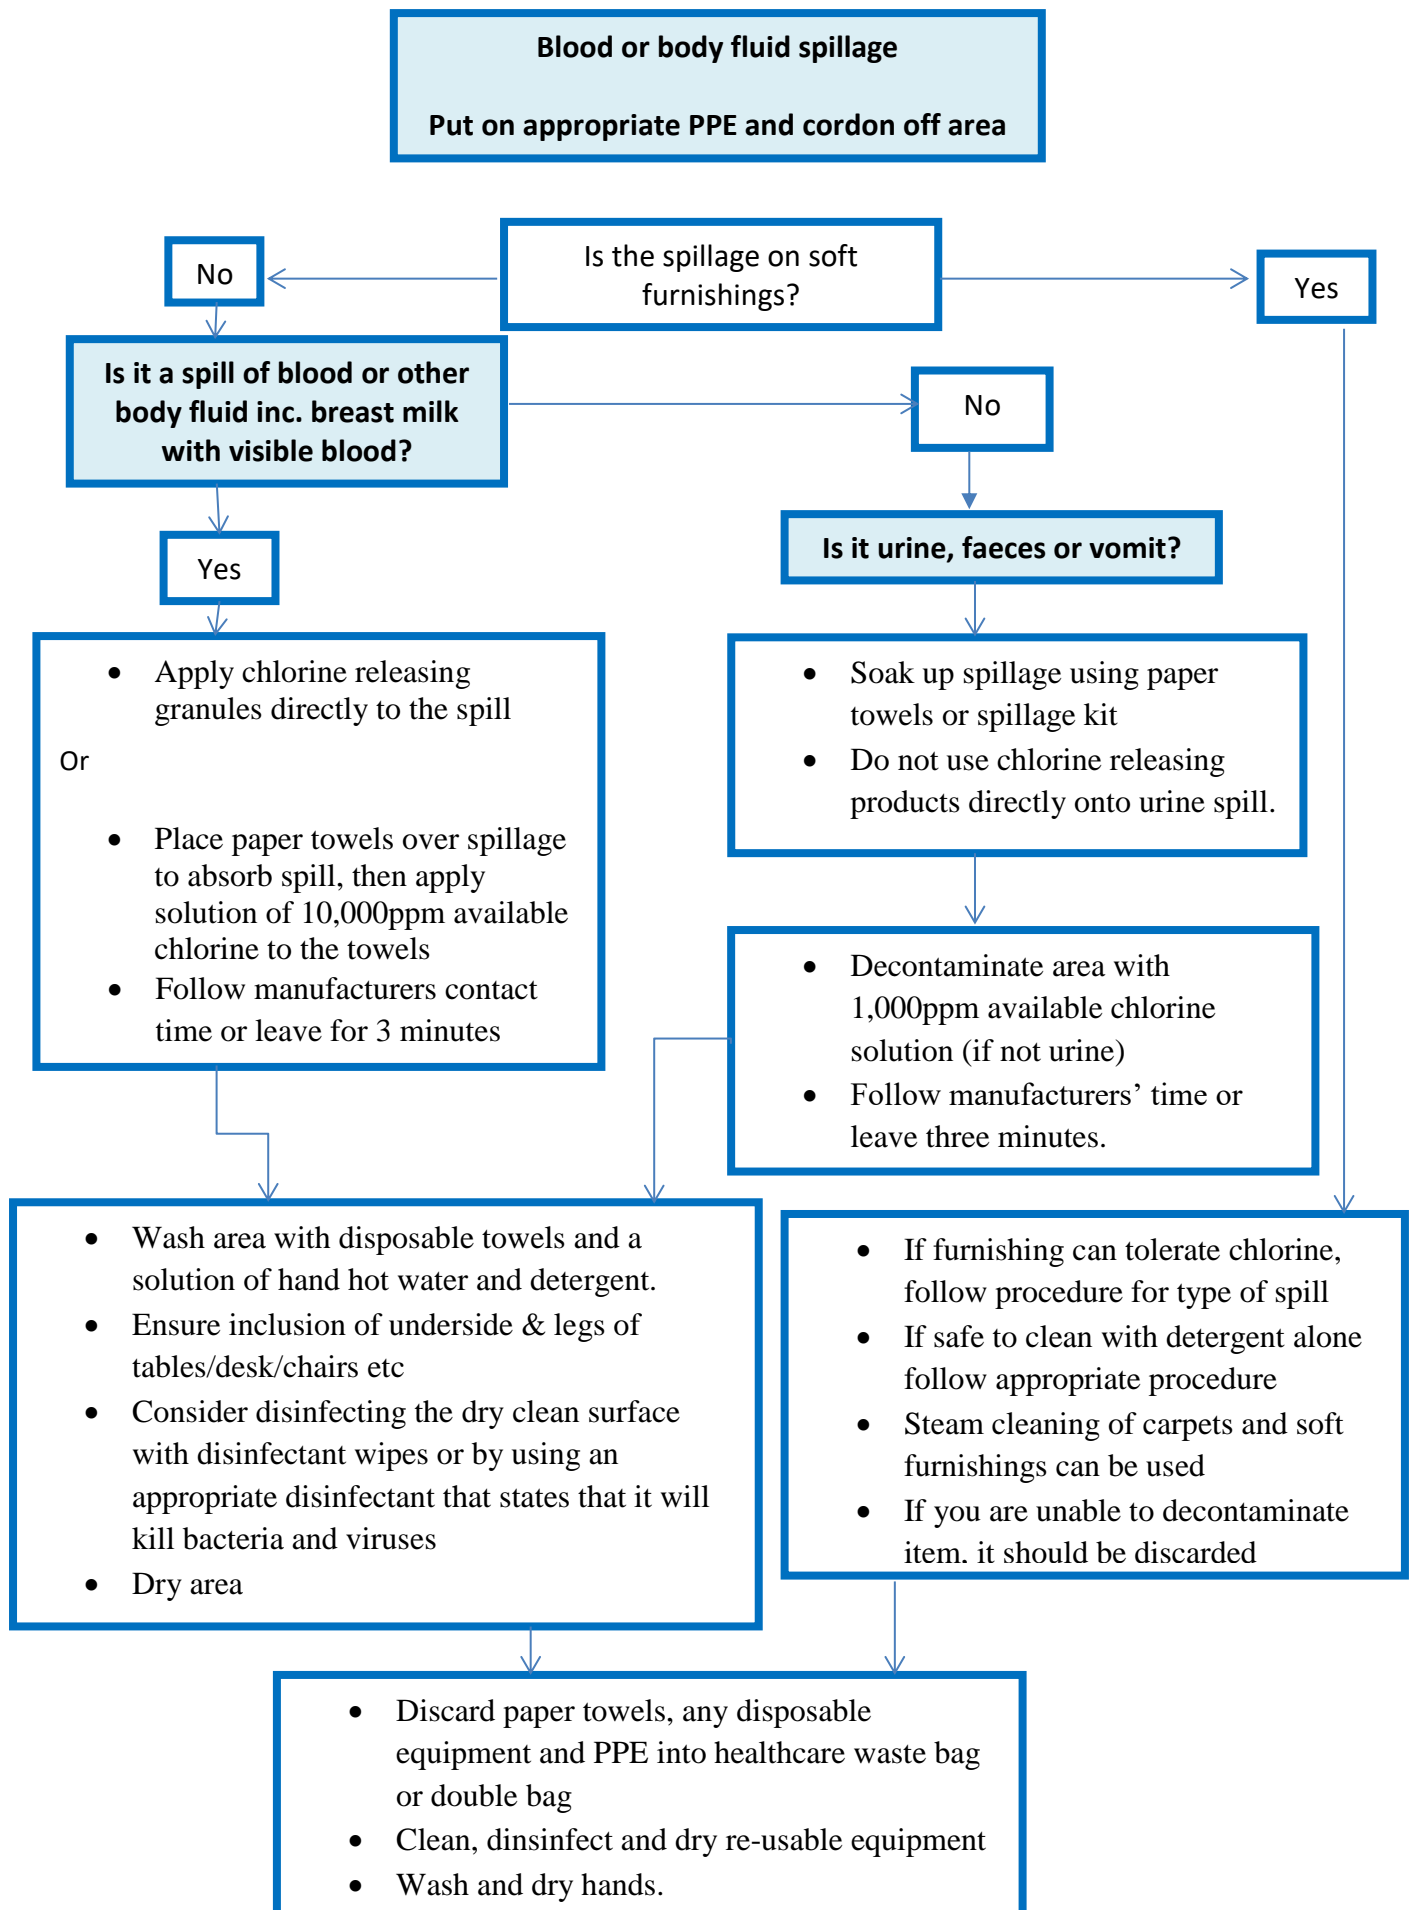 Blood or body fluid spillage
Put on appropriate PPE and cordon off area
Is the spillage on soft
furnishings?
No
Yes
Is it a spill of blood or other
body fluid inc. breast milk
with visible blood?
No
Yes
Is it urine, faeces or vomit?
• Apply chlorine releasing
granules directly to the spill
Or
• Place paper towels over spillage
to absorb spill, then apply
solution of 10,000ppm available
chlorine to the towels
• Follow manufacturers contact
time or leave for 3 minutes
• Soak up spillage using paper
towels or spillage kit
• Do not use chlorine releasing
products directly onto urine spill.
• Decontaminate area with
1,000ppm available chlorine
solution (if not urine)
• Follow manufacturers’ time or
leave three minutes.
• Wash area with disposable towels and a
solution of hand hot water and detergent.
• Ensure inclusion of underside & legs of
tables/desk/chairs etc
• Consider disinfecting the dry clean surface
with disinfectant wipes or by using an
appropriate disinfectant that states that it will
kill bacteria and viruses
• Dry area
• If furnishing can tolerate chlorine,
follow procedure for type of spill
• If safe to clean with detergent alone
follow appropriate procedure
• Steam cleaning of carpets and soft
furnishings can be used
• If you are unable to decontaminate
item, it should be discarded
• Discard paper towels, any disposable
equipment and PPE into healthcare waste bag
or double bag
• Clean, dinsinfect and dry re-usable equipment
• Wash and dry hands.